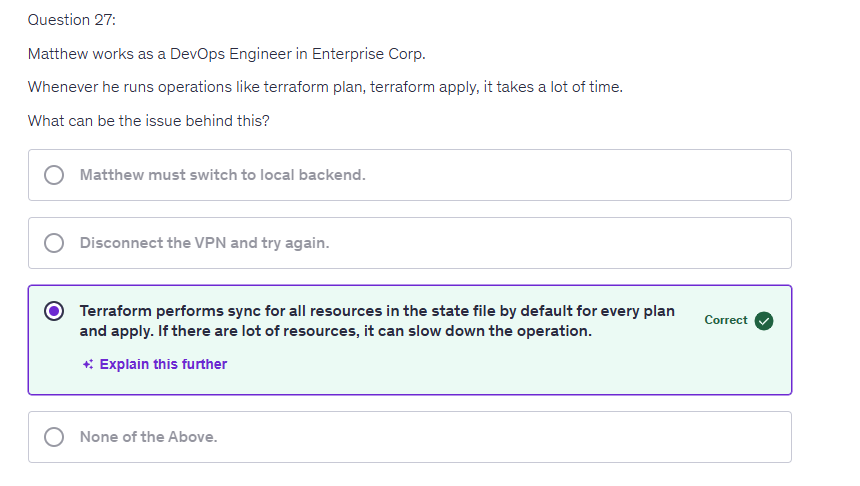 Question 27:
Matthew works as a DevOps Engineer in Enterprise Corp.
Whenever he runs operations like terraform plan, terraform apply, it takes a lot of time.
What can be the issue behind this?
Matthew must switch to local backend.
Disconnect the VPN and try again.
Terraform performs sync for all resources in the state file by default for every plan
and apply. If there are lot of resources, it can slow down the operation.
Correct
Explain this further
None of the Above.